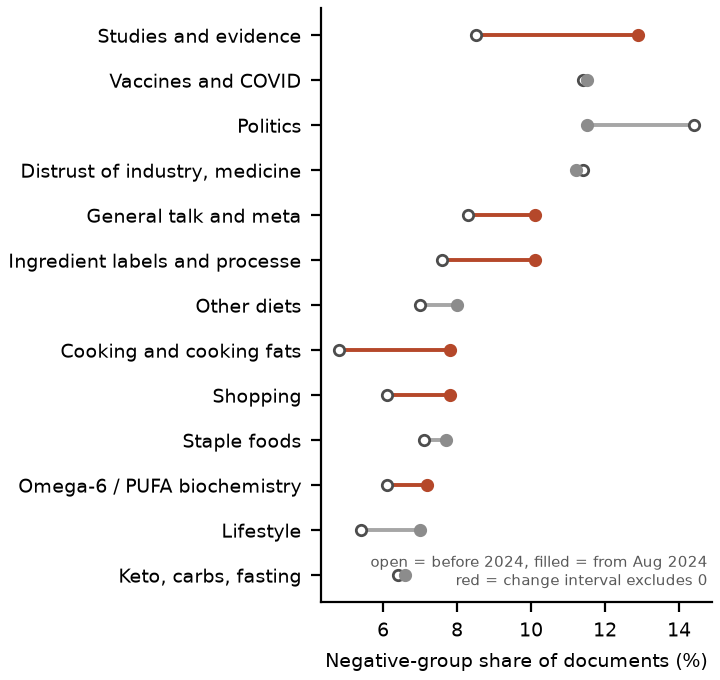 Studies and evidence
Vaccines and COVID
Politics
Distrust of industry, medicine
General talk and meta
Ingredient labels and processe
Other diets
Cooking and cooking fats
Shopping
Staple foods
Omega-6 / PUFA biochemistry
Lifestyle
Keto, carbs, fasting
open = before 2024, filled = from Aug 2024
red = change interval excludes 0
6 8 10 12 14
Negative-group share of documents (%)